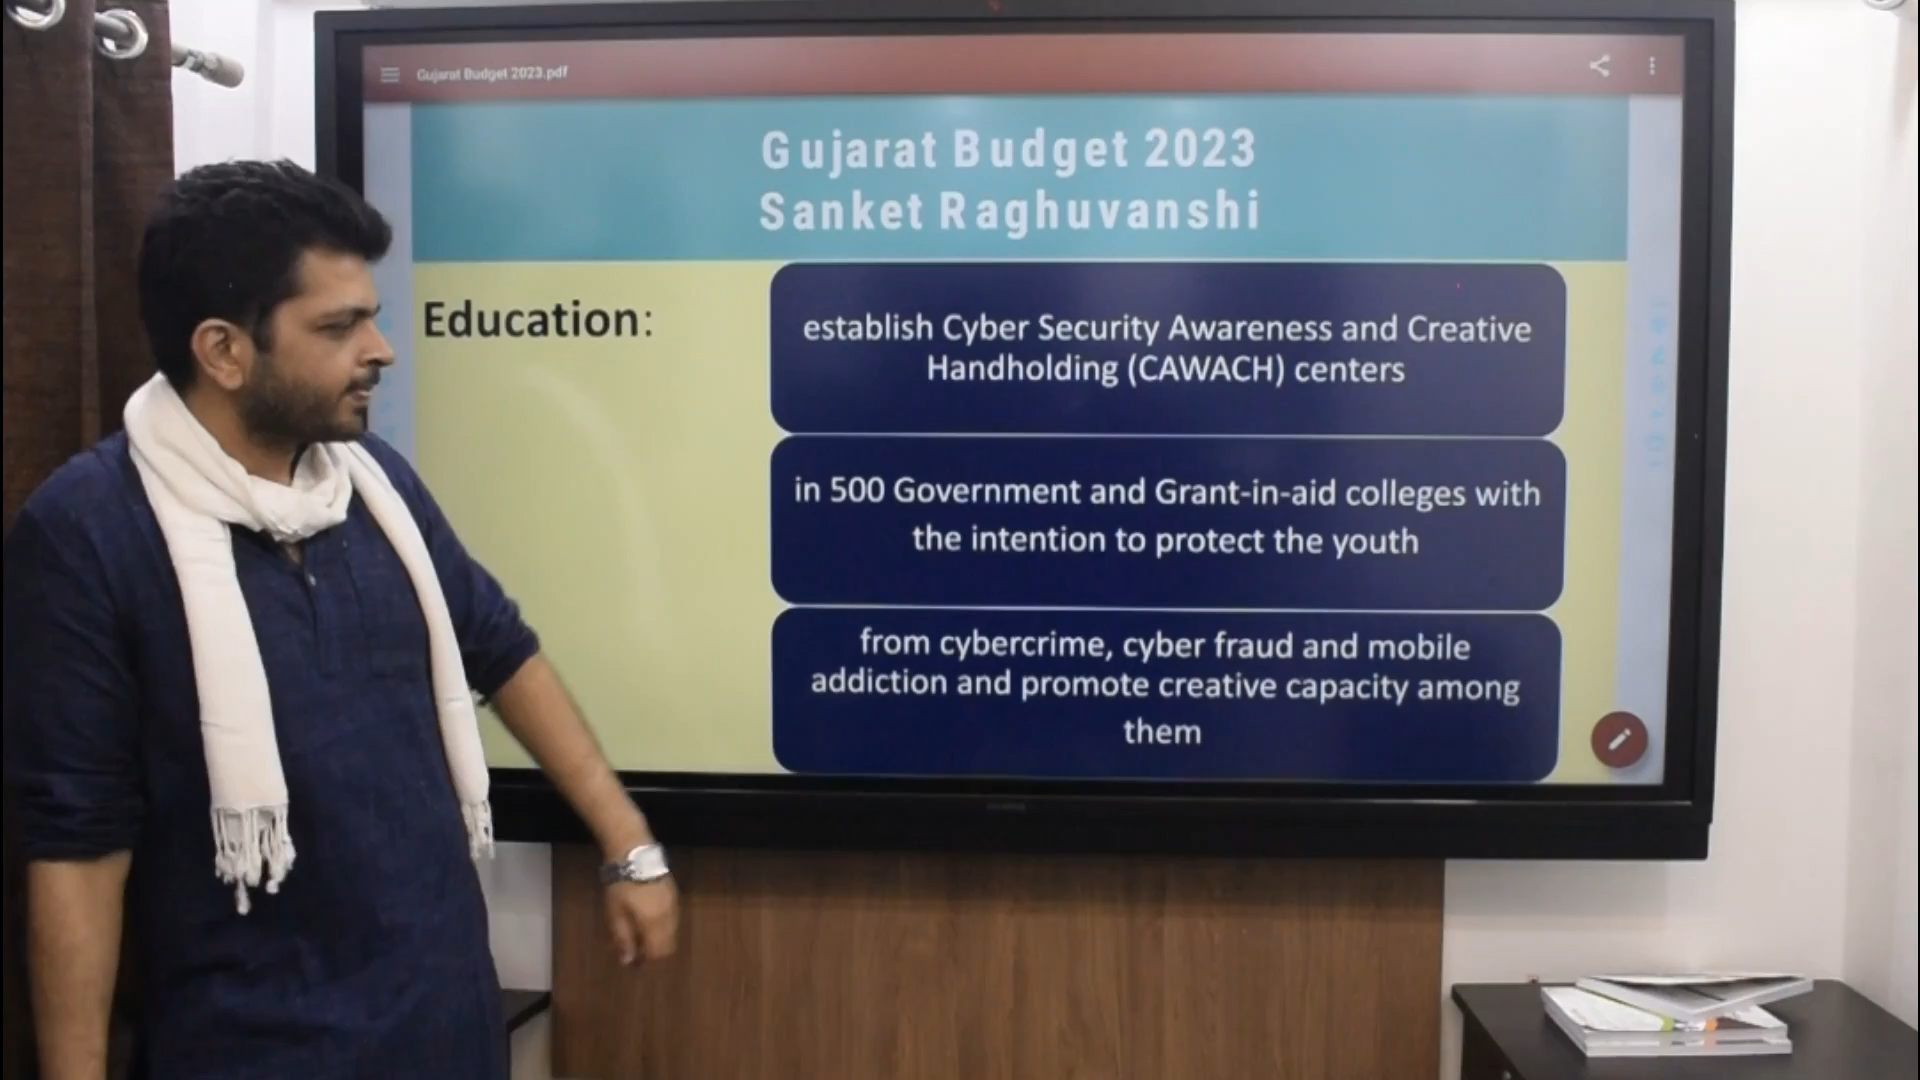 Gujarat Budget 2023.pdf
Gujarat Budget 2023
Sanket Raghuvanshi
Education:
establish Cyber Security Awareness and Creative
Handholding (CAWACH) centers
in 500 Government and Grant-in-aid colleges with
the intention to protect the youth
from cybercrime, cyber fraud and mobile
addiction and promote creative capacity among
them